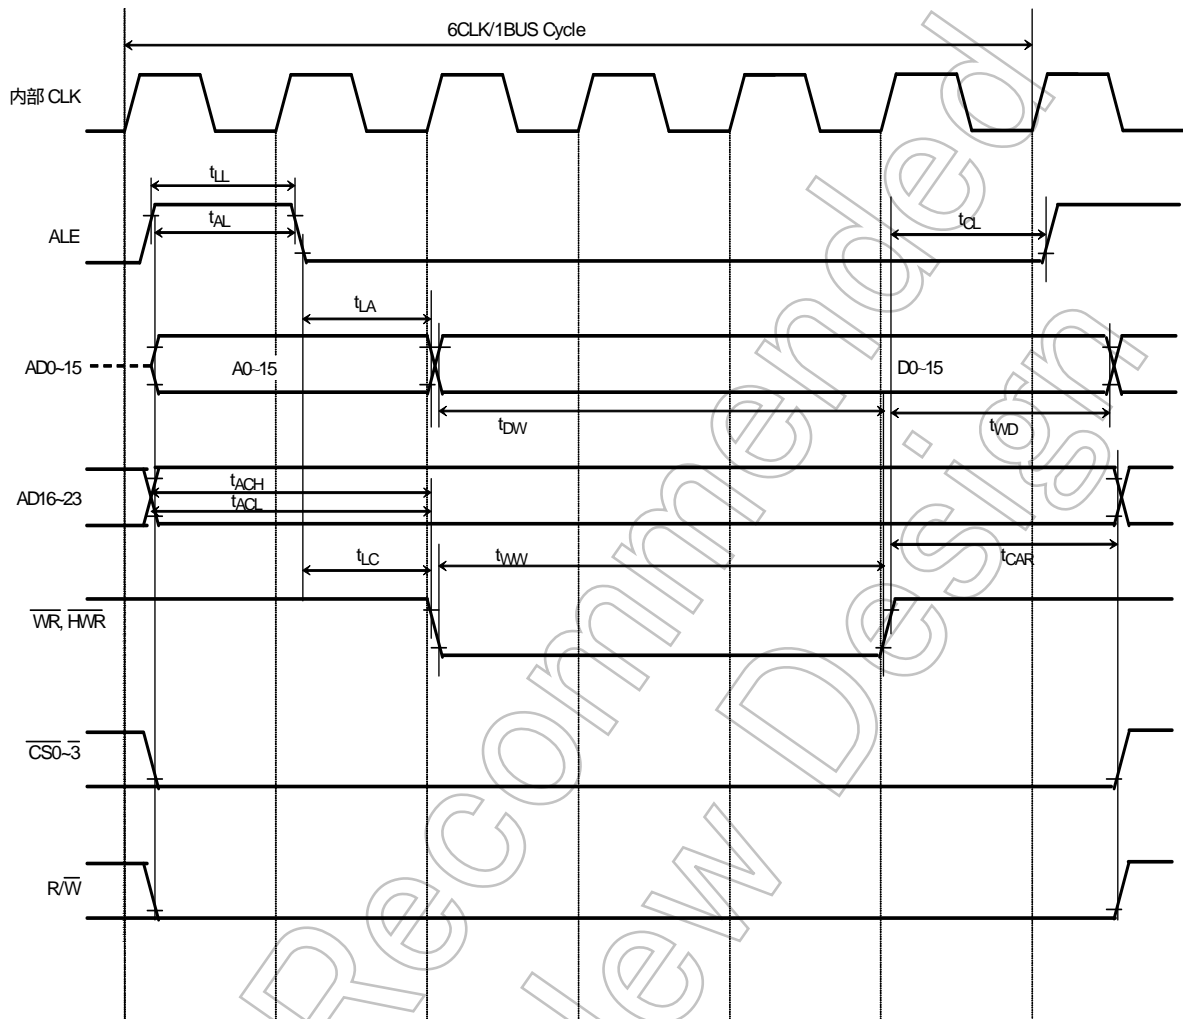 6CLK/1BUS Cycle
内部 CLK
tLL
tAL
ALE
tCL
tLA
AD0~15
A0~15
D0~15
tDW
tWD
AD16~23
tACH
tACL
tLC
tWW
tCAR
WR, HWR
CS0~3
R/W
Recommended
New Design